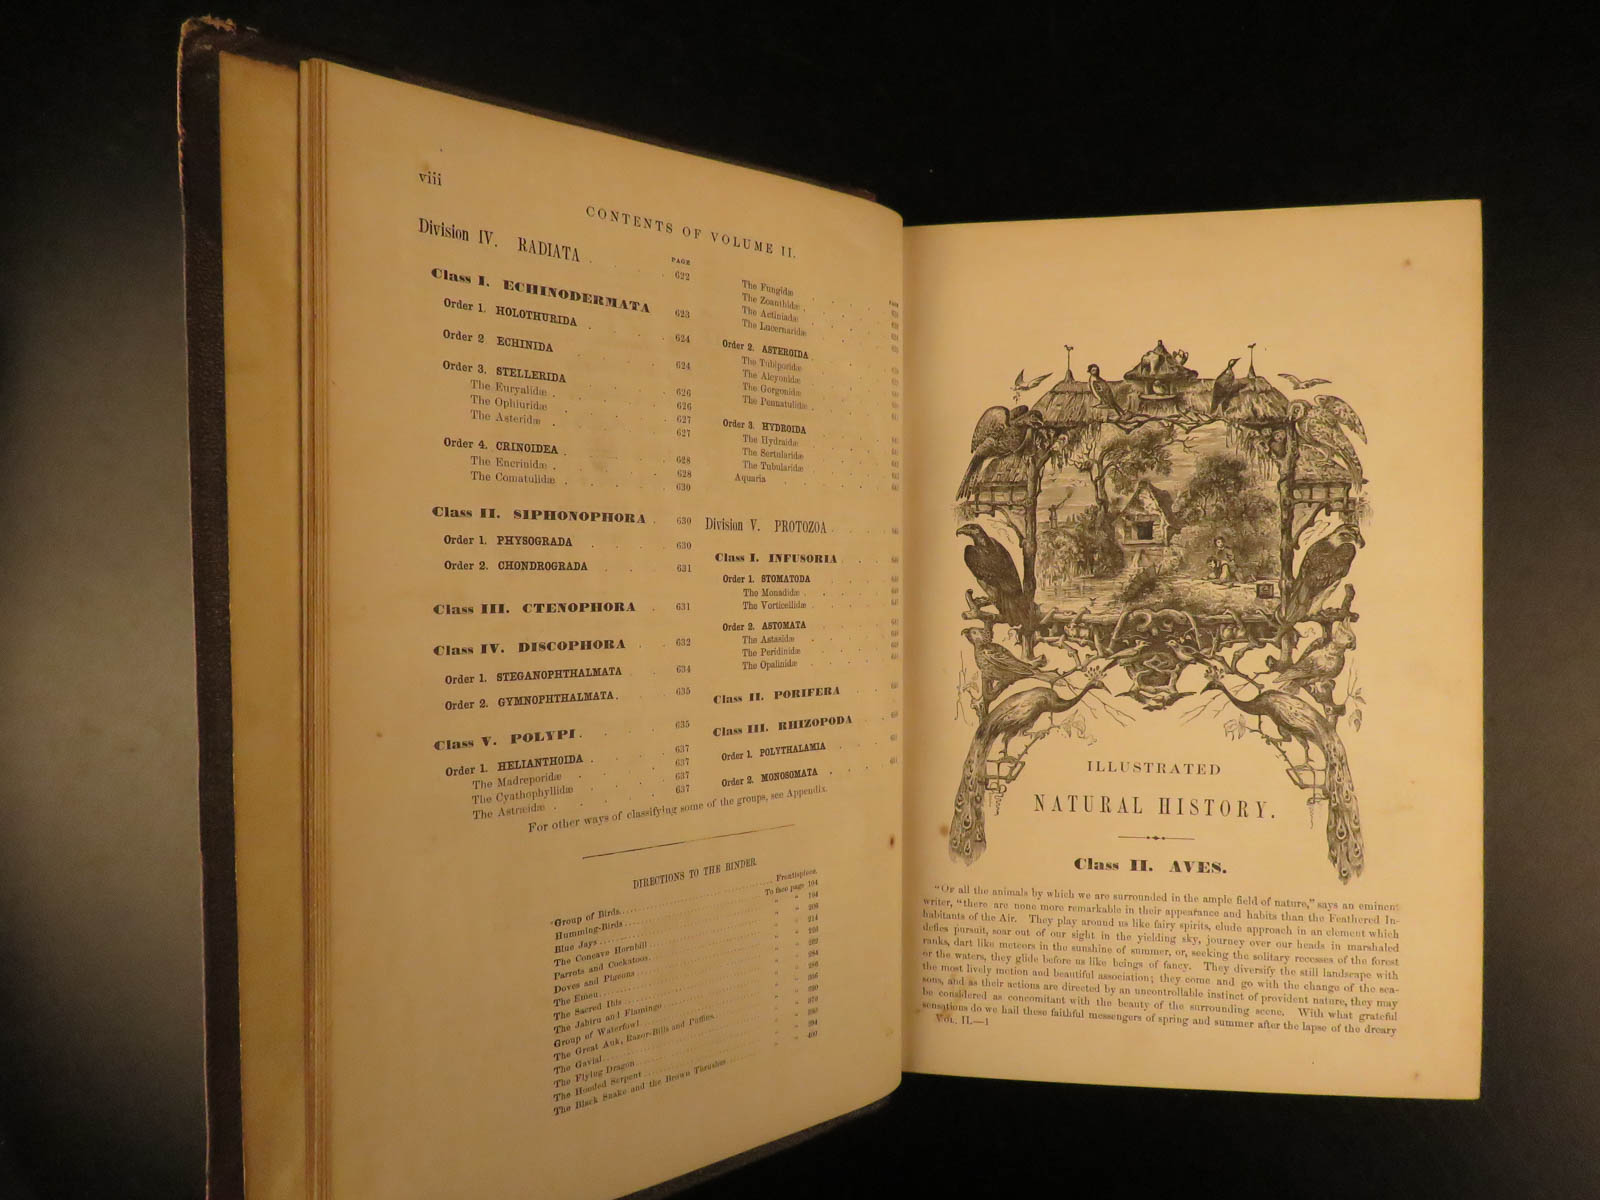 viii
CONTENTS OF VOLUME II.
PAGE
Division IV. RADIATA . . . . 622
Class I. ECHINODERMATA 623
Order 1. HOLOTHURIDA . . . 624
Order 2 ECHINIDA . . . 624
Order 3. STELLERIDA . . . 626
The Euryalidæ . . . 626
The Ophiuridæ . . . 627
The Asteridæ . . . 627
Order 4. CRINOIDEA . . . 628
The Encrinidæ . . . 628
The Comatulidæ . . . 630
Class II. SIPHONOPHORA . 630
Order 1. PHYSOGRADA . . . 630
Order 2. CHONDROGRADA . . . 631
Class III. CTENOPHORA . 631
Class IV. DISCOPHORA . . 632
Order 1. STEGANOPHTHALMATA . 634
Order 2. GYMNOPHTHALMATA . . 635
Class V. POLYPI . . . . 635
Order 1. HELIANTHOIDA . . . 637
The Madreporidæ . . . 637
The Cyathophyllidæ . . . 637
The Astræidæ . . . 637
The Fungidæ
The Zoanthidæ
The Actiniadæ
The Lucernaridæ
Order 2. ASTEROIDA
The Tubiporidæ
The Alcyonidæ
The Gorgonidæ
The Pennatulidæ
Order 3. HYDROIDA
The Hydraidæ
The Sertularidæ
The Tubularidæ
Aquaria
Division V. PROTOZOA
Class I. INFUSORIA
Order 1. STOMATODA
The Monadidæ
The Vorticellidæ
Order 2. ASTOMATA
The Astasidæ
The Peridinidæ
The Opalinidæ
Class II. PORIFERA
Class III. RHIZOPODA
Order 1. POLYTHALAMIA
Order 2. MONOSOMATA
For other ways of classifying some of the groups, see Appendix.
DIRECTIONS TO THE BINDER.
Group of Birds Frontispiece.
Humming-Birds To face page 104
Blue Jays
The Concave Hornbill
Parrots and Cockatoos
Doves and Pigeons
The Emeu
The Sacred Ibis
The Jabiru and Flamingo
Group of Waterfowl
The Great Auk, Razor-Bills and Puffins
The Gavial
The Flying Dragon
The Hooded Serpent
The Black Snake and the Brown Thrushes
ILLUSTRATED
NATURAL HISTORY.
Class II. AVES.
"Of all the animals by which we are surrounded in the ample field of nature," says an eminent
writer, "there are none more remarkable in their appearance and habits than the Feathered In-
habitants of the Air. They play around us like fairy spirits, elude approach in an element which
defies pursuit, soar out of our sight in the yielding sky, journey over our heads in marshaled
ranks, dart like meteors in the sunshine of summer, or, seeking the solitary recesses of the forest
or the waters, they glide before us like beings of fancy. They diversify the still landscape with
the most lively motion and beautiful association; they come and go with the change of the sea-
sons, and as their actions are directed by an uncontrollable instinct of provident nature, they may
be considered as concomitant with the beauty of the surrounding scene. With what grateful
sensations do we hail these faithful messengers of spring and summer after the lapse of the dreary
VOL. II.—1